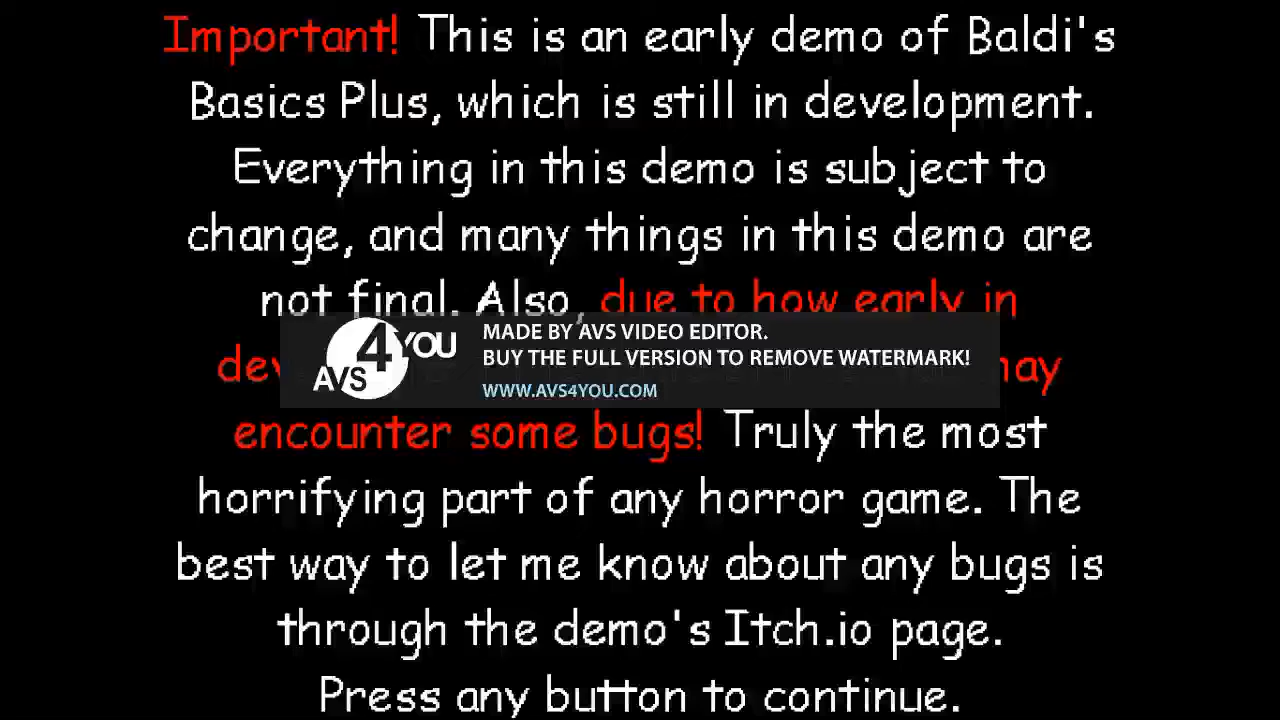 Important! This is an early demo of Baldi's
Basics Plus, which is still in development.
Everything in this demo is subject to
change, and many things in this demo are
not final. Also, due to how early in
AVS4YOU
MADE BY AVS VIDEO EDITOR.
BUY THE FULL VERSION TO REMOVE WATERMARK!
WWW.AVS4YOU.COM
may
encounter some bugs! Truly the most
horrifying part of any horror game. The
best way to let me know about any bugs is
through the demo's Itch.io page.
Press any button to continue.